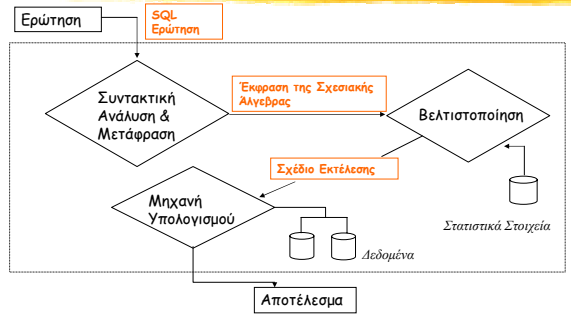 Ερώτηση
SQL
Ερώτηση
Συντακτική
Ανάλυση &
Μετάφραση
Έκφραση της Σχεσιακής
Άλγεβρας
Βελτιστοποίηση
Σχέδιο Εκτέλεσης
Μηχανή
Υπολογισμού
Στατιστικά Στοιχεία
Δεδομένα
Αποτέλεσμα